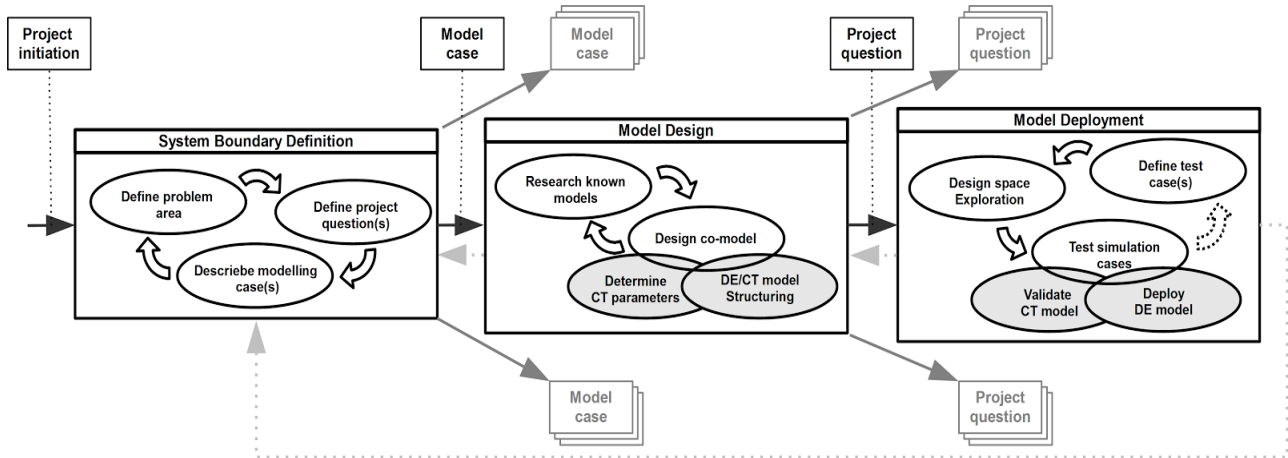 Project
initiation
Model
case
Model
case
Project
question
Project
question
System Boundary Definition
Define problem
area
Define project
question(s)
Descriebe modelling
case(s)
Model Design
Research known
models
Design co-model
Determine
CT parameters
DE/CT model
Structuring
Model Deployment
Define test
case(s)
Design space
Exploration
Test simulation
cases
Validate
CT model
Deploy
DE model
Model
case
Project
question